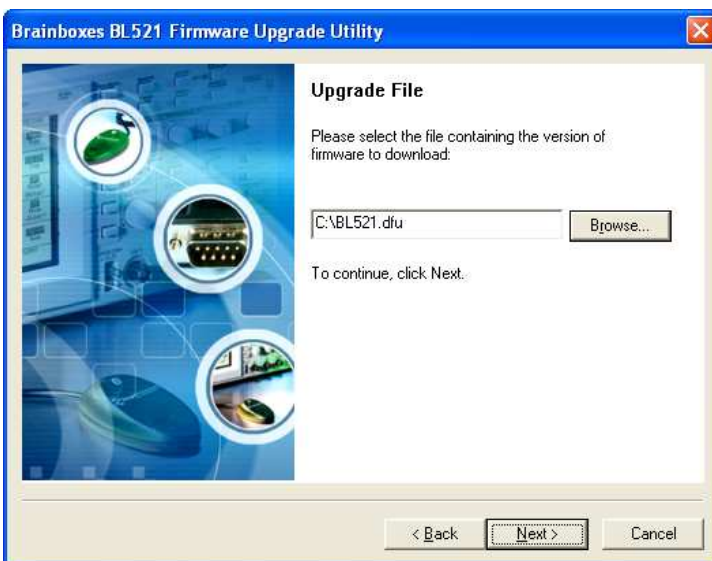 Brainboxes BL521 Firmware Upgrade Utility
Upgrade File
Please select the file containing the version of
firmware to download:
C:\BL521.dfu
Browse...
To continue, click Next.
< Back
Next >
Cancel